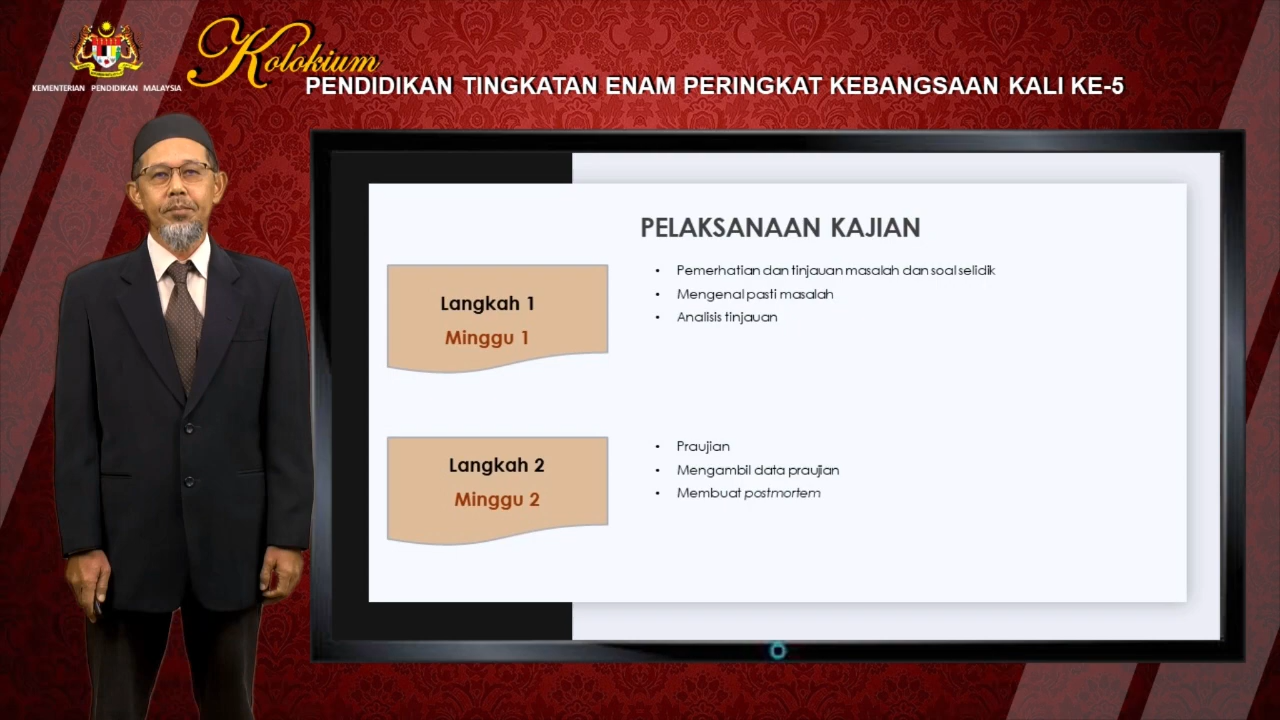 Kolokium
KEMENTERIAN PENDIDIKAN MALAYSIA
PENDIDIKAN TINGKATAN ENAM PERINGKAT KEBANGSAAN KALI KE-5
PELAKSANAAN KAJIAN
Langkah 1
Minggu 1
• Pemerhatian dan tinjauan masalah dan soal selidik
• Mengenal pasti masalah
• Analisis tinjauan
Langkah 2
Minggu 2
• Praujian
• Mengambil data praujian
• Membuat postmortem